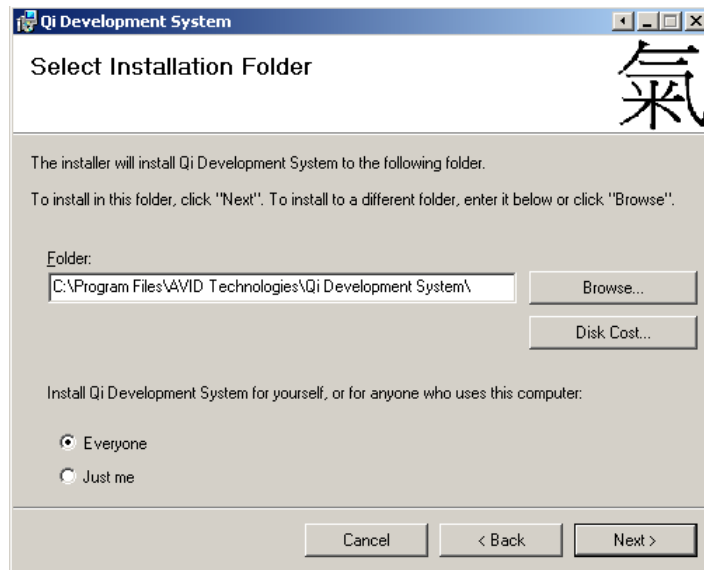 Qi Development System
Select Installation Folder
氣
The installer will install Qi Development System to the following folder.
To install in this folder, click "Next". To install to a different folder, enter it below or click "Browse".
Folder:
C:\Program Files\AVID Technologies\Qi Development System\
Browse...
Disk Cost...
Install Qi Development System for yourself, or for anyone who uses this computer:
Everyone
Just me
Cancel
< Back
Next >